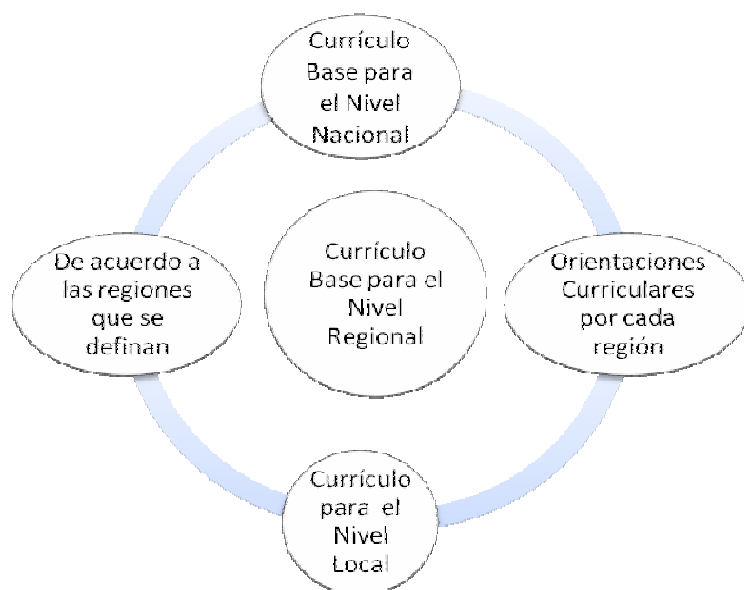 Currículo
Base para
el Nivel
Nacional
De acuerdo a
las regiones
que se
definan
Currículo
Base para el
Nivel
Regional
Orientaciones
Curriculares
por cada
región
Currículo
para el
Nivel
Local